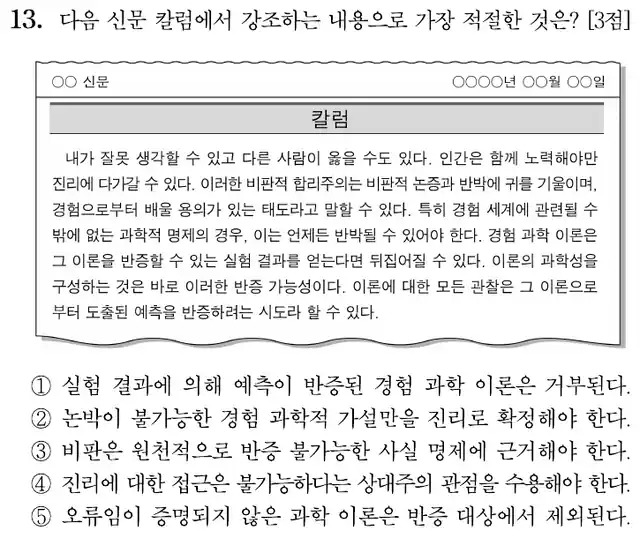 13. 다음 신문 칼럼에서 강조하는 내용으로 가장 적절한 것은? [3점]
○○ 신문 ○○○○년 ○○월 ○○일
칼럼
내가 잘못 생각할 수 있고 다른 사람이 옳을 수도 있다. 인간은 함께 노력해야만
진리에 다가갈 수 있다. 이러한 비판적 합리주의는 비판적 논증과 반박에 귀를 기울이며,
경험으로부터 배울 용의가 있는 태도라고 말할 수 있다. 특히 경험 세계에 관련될 수
밖에 없는 과학적 명제의 경우, 이는 언제든 반박될 수 있어야 한다. 경험 과학 이론은
그 이론을 반증할 수 있는 실험 결과를 얻는다면 뒤집어질 수 있다. 이론의 과학성을
구성하는 것은 바로 이러한 반증 가능성이다. 이론에 대한 모든 관찰은 그 이론으로
부터 도출된 예측을 반증하려는 시도라 할 수 있다.
① 실험 결과에 의해 예측이 반증된 경험 과학 이론은 거부된다.
② 논박이 불가능한 경험 과학적 가설만을 진리로 확정해야 한다.
③ 비판은 원천적으로 반증 불가능한 사실 명제에 근거해야 한다.
④ 진리에 대한 접근은 불가능하다는 상대주의 관점을 수용해야 한다.
⑤ 오류임이 증명되지 않은 과학 이론은 반증 대상에서 제외된다.